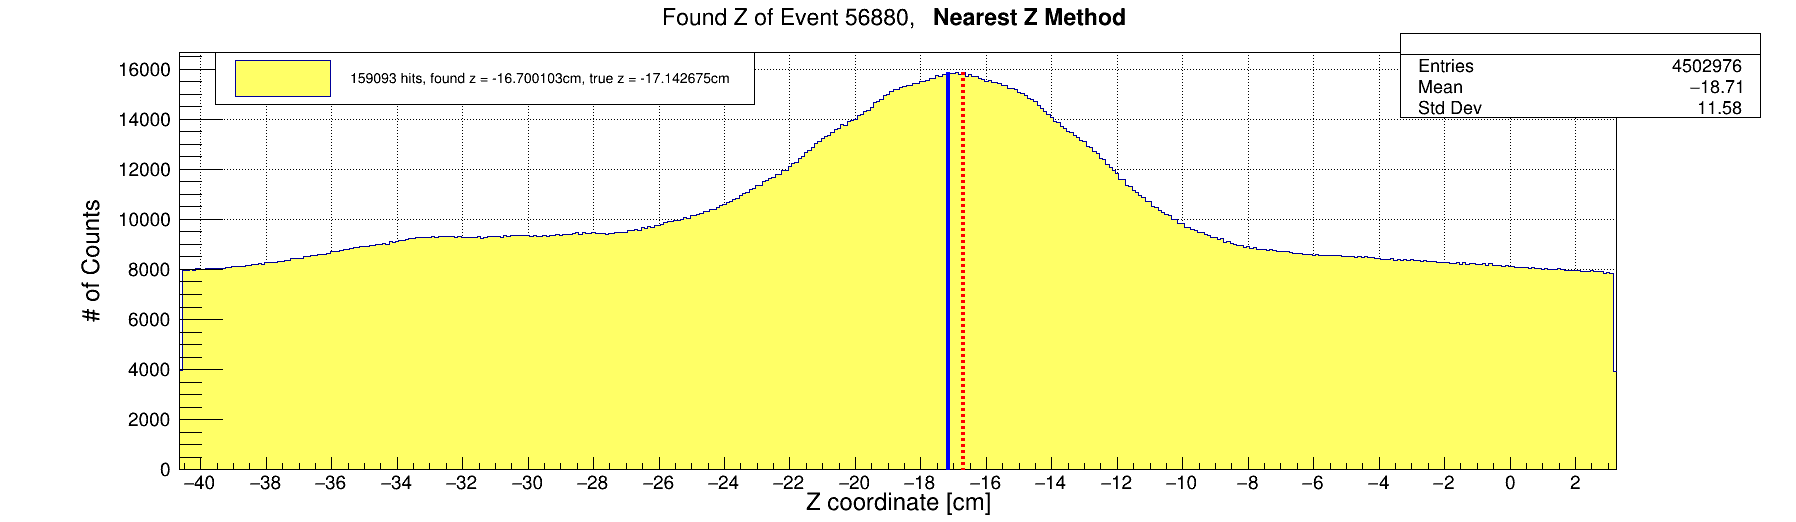 Found Z of Event 56880, Nearest Z Method
159093 hits, found z = -16.700103cm, true z = -17.142675cm
Entries 4502976
Mean −18.71
Std Dev 11.58
# of Counts
16000
14000
12000
10000
8000
6000
4000
2000
0
−40 −38 −36 −34 −32 −30 −28 −26 −24 −22 −20 −18 −16 −14 −12 −10 −8 −6 −4 −2 0 2
Z coordinate [cm]